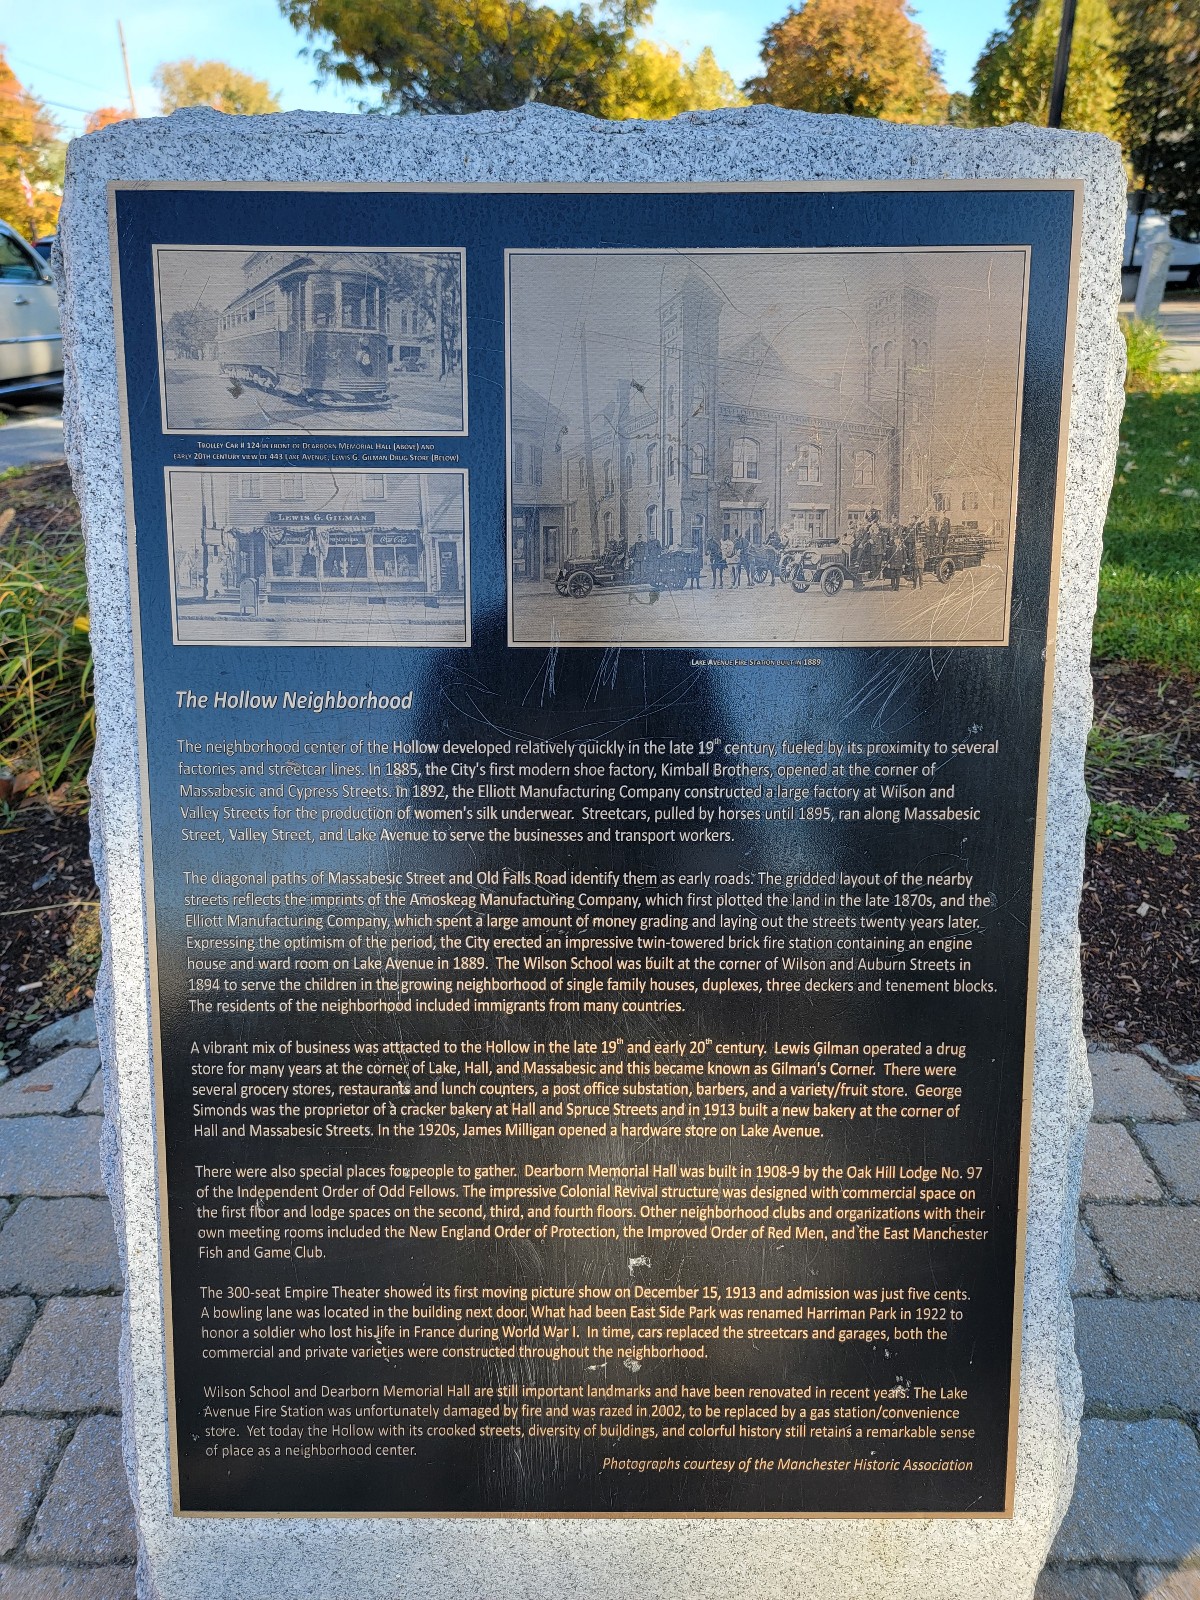 Trolley Car # 124 in front of Dearborn Memorial Hall (above) and
early 20th century view of 443 Lake Avenue, Lewis G. Gilman Drug Store (Below)
Lewis G. Gilman
Coca-Cola
Lake Avenue Fire Station built in 1889
The Hollow Neighborhood
The neighborhood center of the Hollow developed relatively quickly in the late 19th century, fueled by its proximity to several
factories and streetcar lines. In 1885, the City's first modern shoe factory, Kimball Brothers, opened at the corner of
Massabesic and Cypress Streets. In 1892, the Elliott Manufacturing Company constructed a large factory at Wilson and
Valley Streets for the production of women's silk underwear. Streetcars, pulled by horses until 1895, ran along Massabesic
Street, Valley Street, and Lake Avenue to serve the businesses and transport workers.
The diagonal paths of Massabesic Street and Old Falls Road identify them as early roads. The gridded layout of the nearby
streets reflects the imprints of the Amoskeag Manufacturing Company, which first plotted the land in the late 1870s, and the
Elliott Manufacturing Company, which spent a large amount of money grading and laying out the streets twenty years later.
Expressing the optimism of the period, the City erected an impressive twin-towered brick fire station containing an engine
house and ward room on Lake Avenue in 1889. The Wilson School was built at the corner of Wilson and Auburn Streets in
1894 to serve the children in the growing neighborhood of single family houses, duplexes, three deckers and tenement blocks.
The residents of the neighborhood included immigrants from many countries.
A vibrant mix of business was attracted to the Hollow in the late 19th and early 20th century. Lewis Gilman operated a drug
store for many years at the corner of Lake, Hall, and Massabesic and this became known as Gilman's Corner. There were
several grocery stores, restaurants and lunch counters, a post office substation, barbers, and a variety/fruit store. George
Simonds was the proprietor of a cracker bakery at Hall and Spruce Streets and in 1913 built a new bakery at the corner of
Hall and Massabesic Streets. In the 1920s, James Milligan opened a hardware store on Lake Avenue.
There were also special places for people to gather. Dearborn Memorial Hall was built in 1908-9 by the Oak Hill Lodge No. 97
of the Independent Order of Odd Fellows. The impressive Colonial Revival structure was designed with commercial space on
the first floor and lodge spaces on the second, third, and fourth floors. Other neighborhood clubs and organizations with their
own meeting rooms included the New England Order of Protection, the Improved Order of Red Men, and the East Manchester
Fish and Game Club.
The 300-seat Empire Theater showed its first moving picture show on December 15, 1913 and admission was just five cents.
A bowling lane was located in the building next door. What had been East Side Park was renamed Harriman Park in 1922 to
honor a soldier who lost his life in France during World War I. In time, cars replaced the streetcars and garages, both the
commercial and private varieties were constructed throughout the neighborhood.
Wilson School and Dearborn Memorial Hall are still important landmarks and have been renovated in recent years. The Lake
Avenue Fire Station was unfortunately damaged by fire and was razed in 2002, to be replaced by a gas station/convenience
store. Yet today the Hollow with its crooked streets, diversity of buildings, and colorful history still retains a remarkable sense
of place as a neighborhood center.
Photographs courtesy of the Manchester Historic Association